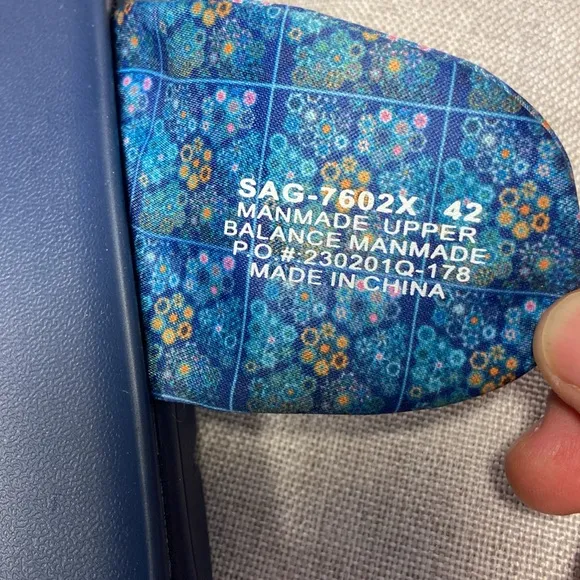 SAG-7602X 42
MANMADE UPPER
BALANCE MANMADE
P.O.#:230201Q-178
MADE IN CHINA